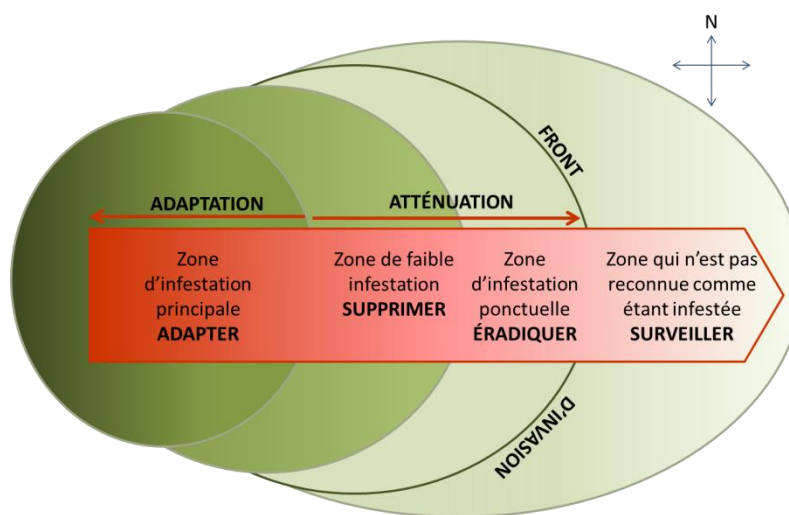 N
FRONT
ADAPTATION
ATTÉNUATION
Zone
d'infestation
principale
ADAPTER
Zone de faible
infestation
SUPPRIMER
Zone
d'infestation
ponctuelle
ÉRADIQUER
Zone qui n'est pas
reconnue comme
étant infestée
SURVEILLER
D'INVASION